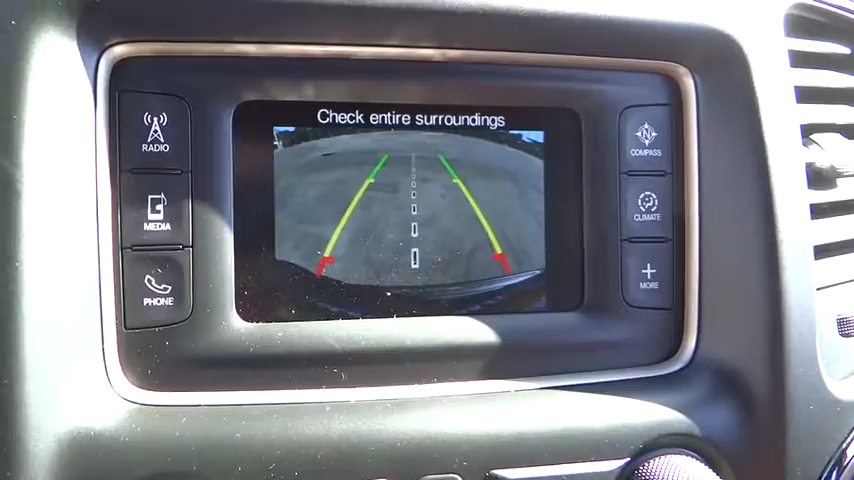 Check entire surroundings
RADIO
MEDIA
PHONE
N
COMPASS
CLIMATE
MORE